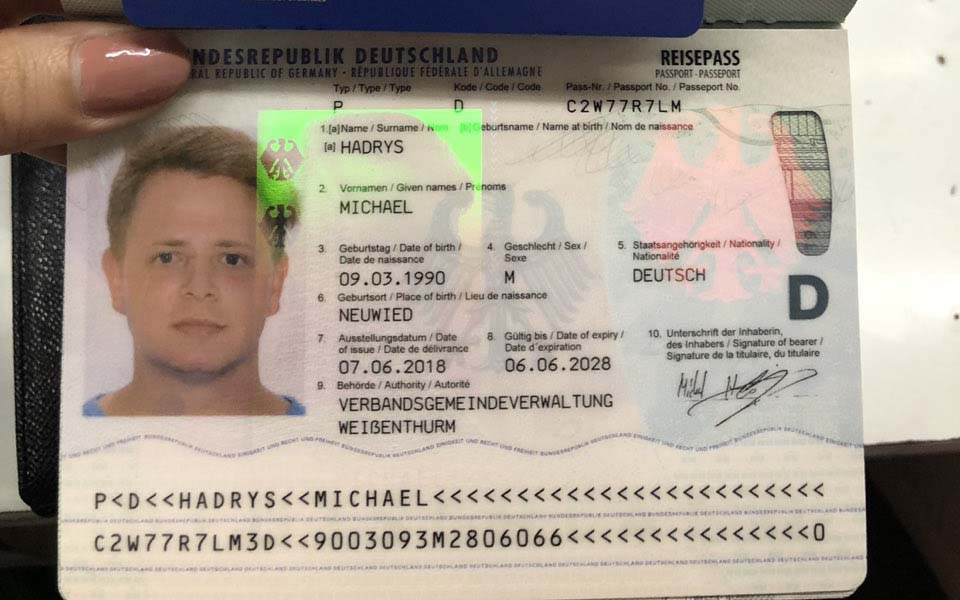 NDESREPUBLIK DEUTSCHLAND
RAL REPUBLIC OF GERMANY · RÉPUBLIQUE FÉDÉRALE D'ALLEMAGNE
REISEPASS
PASSPORT · PASSEPORT
Typ / Type / Type Kode / Code / Code Pass-Nr. / Passport No. / Passeport No.
P D C2W77R7LM
1.[a]Name / Surname / Nom [b]Geburtsname / Name at birth / Nom de naissance
[a] HADRYS
2. Vornamen / Given names / Prénoms
MICHAEL
3. Geburtstag / Date of birth /
Date de naissance
09.03.1990
4. Geschlecht / Sex /
Sexe
M
5. Staatsangehörigkeit / Nationality /
Nationalité
DEUTSCH
D
6. Geburtsort / Place of birth / Lieu de naissance
NEUWIED
7. Ausstellungsdatum / Date
of issue / Date de délivrance
07.06.2018
8. Gültig bis / Date of expiry /
Date d'expiration
06.06.2028
9. Behörde / Authority / Autorité
VERBANDSGEMEINDEVERWALTUNG
WEIßENTHURM
10. Unterschrift der Inhaberin,
des Inhabers / Signature of bearer /
Signature de la titulaire, du titulaire
P<D<<HADRYS<<MICHAEL<<<<<<<<<<<<<<<<<<<<<<<<
C2W77R7LM3D<<9003093M2806066<<<<<<<<<<<<<<<0